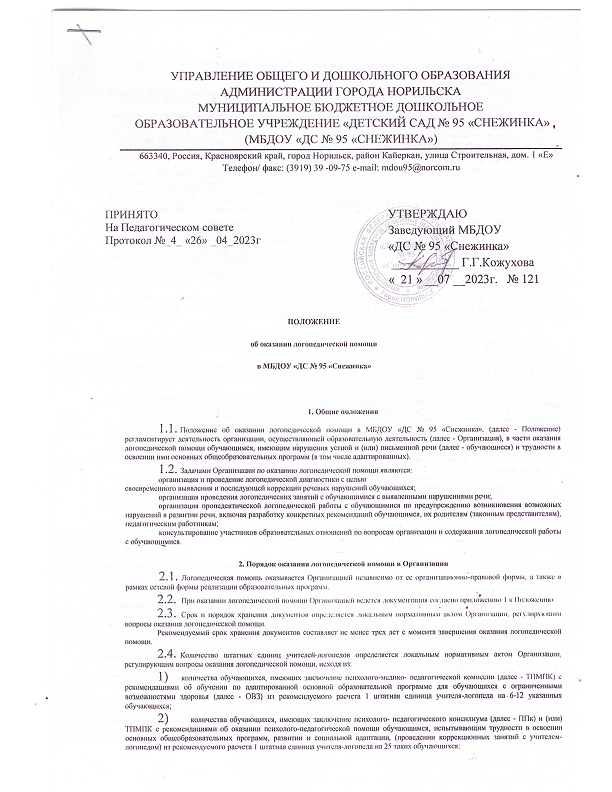 УПРАВЛЕНИЕ ОБЩЕГО И ДОШКОЛЬНОГО ОБРАЗОВАНИЯ
АДМИНИСТРАЦИИ ГОРОДА НОРИЛЬСКА
МУНИЦИПАЛЬНОЕ БЮДЖЕТНОЕ ДОШКОЛЬНОЕ
ОБРАЗОВАТЕЛЬНОЕ УЧРЕЖДЕНИЕ «ДЕТСКИЙ САД № 95 «СНЕЖИНКА»
(МБДОУ «ДС № 95 «СНЕЖИНКА»)
663340, Россия, Красноярский край, город Норильск, район Кайеркан, улица Строительная, дом. 1 «Е»
Телефон/ факс: (3919) 39 -09-75 e-mail: mdou95@norcom.ru
ПРИНЯТО
На Педагогическом совете
Протокол №_4_ «26» _04_2023г
УТВЕРЖДАЮ
Заведующий МБДОУ
«ДС № 95 «Снежинка»
Г.Г.Кожухова
« 21 » __07 __2023г. № 121
ПОЛОЖЕНИЕ
об оказании логопедической помощи
в МБДОУ «ДС № 95 «Снежинка»
1. Общие положения
1.1. Положение об оказании логопедической помощи в МБДОУ «ДС № 95 «Снежинка», (далее - Положение)
регламентирует деятельность организации, осуществляющей образовательную деятельность (далее - Организация), в части оказания
логопедической помощи обучающимся, имеющим нарушения устной и (или) письменной речи (далее - обучающиеся) и трудности в
освоении ими основных общеобразовательных программ (в том числе адаптированных).
1.2. Задачами Организации по оказанию логопедической помощи являются:
организация и проведение логопедической диагностики с целью
своевременного выявления и последующей коррекции речевых нарушений обучающихся;
организация проведения логопедических занятий с обучающимися с выявленными нарушениями речи;
организация пропедевтической логопедической работы с обучающимися по предупреждению возникновения возможных
нарушений в развитии речи, включая разработку конкретных рекомендаций обучающимся, их родителям (законным представителям),
педагогическим работникам;
консультирование участников образовательных отношений по вопросам организации и содержания логопедической работы
с обучающимися.
2. Порядок оказания логопедической помощи в Организации
2.1. Логопедическая помощь оказывается Организацией независимо от ее организационно-правовой формы, а также в
рамках сетевой формы реализации образовательных программ.
2.2. При оказании логопедической помощи Организацией ведется документация согласно приложению 1 к Положению
2.3. Срок и порядок хранения документов определяется локальным нормативным актом Организации, регулирующим
вопросы оказания логопедической помощи.
Рекомендуемый срок хранения документов составляет не менее трех лет с момента завершения оказания логопедической
помощи.
2.4. Количество штатных единиц учителей-логопедов определяется локальным нормативным актом Организации,
регулирующим вопросы оказания логопедической помощи, исходя из:
1) количества обучающихся, имеющих заключение психолого-медико- педагогической комиссии (далее - ТПМПК) с
рекомендациями об обучении по адаптированной основной образовательной программе для обучающихся с ограниченными
возможностями здоровья (далее - ОВЗ) из рекомендуемого расчета 1 штатная единица учителя-логопеда на 6-12 указанных
обучающихся;
2) количества обучающихся, имеющих заключение психолого- педагогического консилиума (далее - ППк) и (или)
ТПМПК с рекомендациями об оказании психолого-педагогической помощи обучающимся, испытывающим трудности в освоении
основных общеобразовательных программ, развитии и социальной адаптации, (проведении коррекционных занятий с учителем-
логопедом) из рекомендуемого расчета 1 штатная единица учителя-логопеда на 25 таких обучающихся;